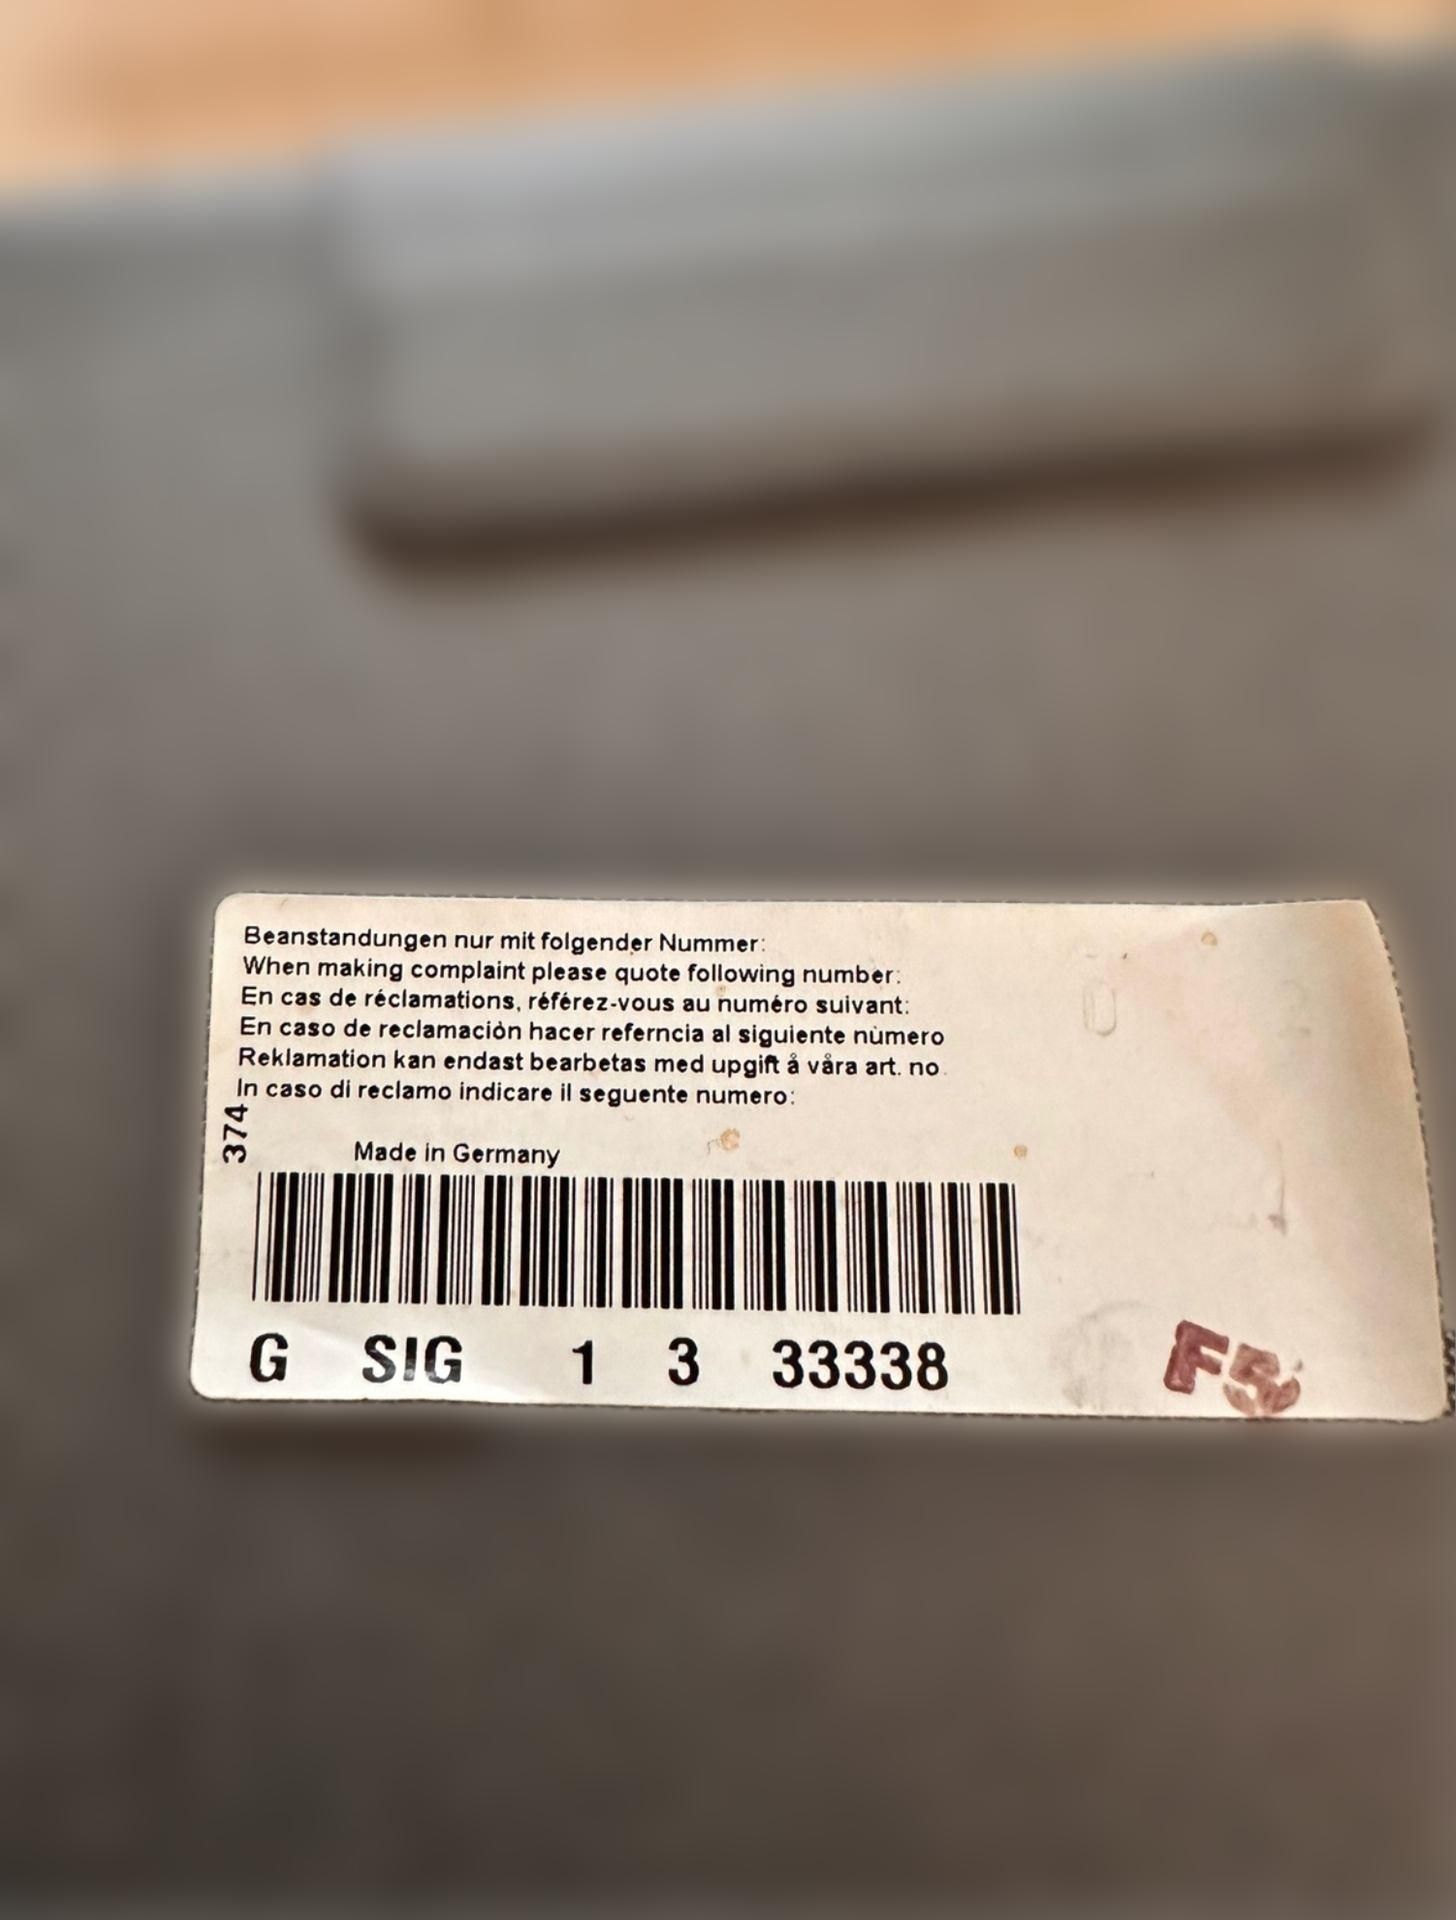 Beanstandungen nur mit folgender Nummer:
When making complaint please quote following number:
En cas de réclamations, référez-vous au numéro suivant:
En caso de reclamación hacer referncia al siguiente nùmero
Reklamation kan endast bearbetas med upgift å våra art. no.
In caso di reclamo indicare il seguente numero:
374
Made in Germany
G SIG 1 3 33338
F5